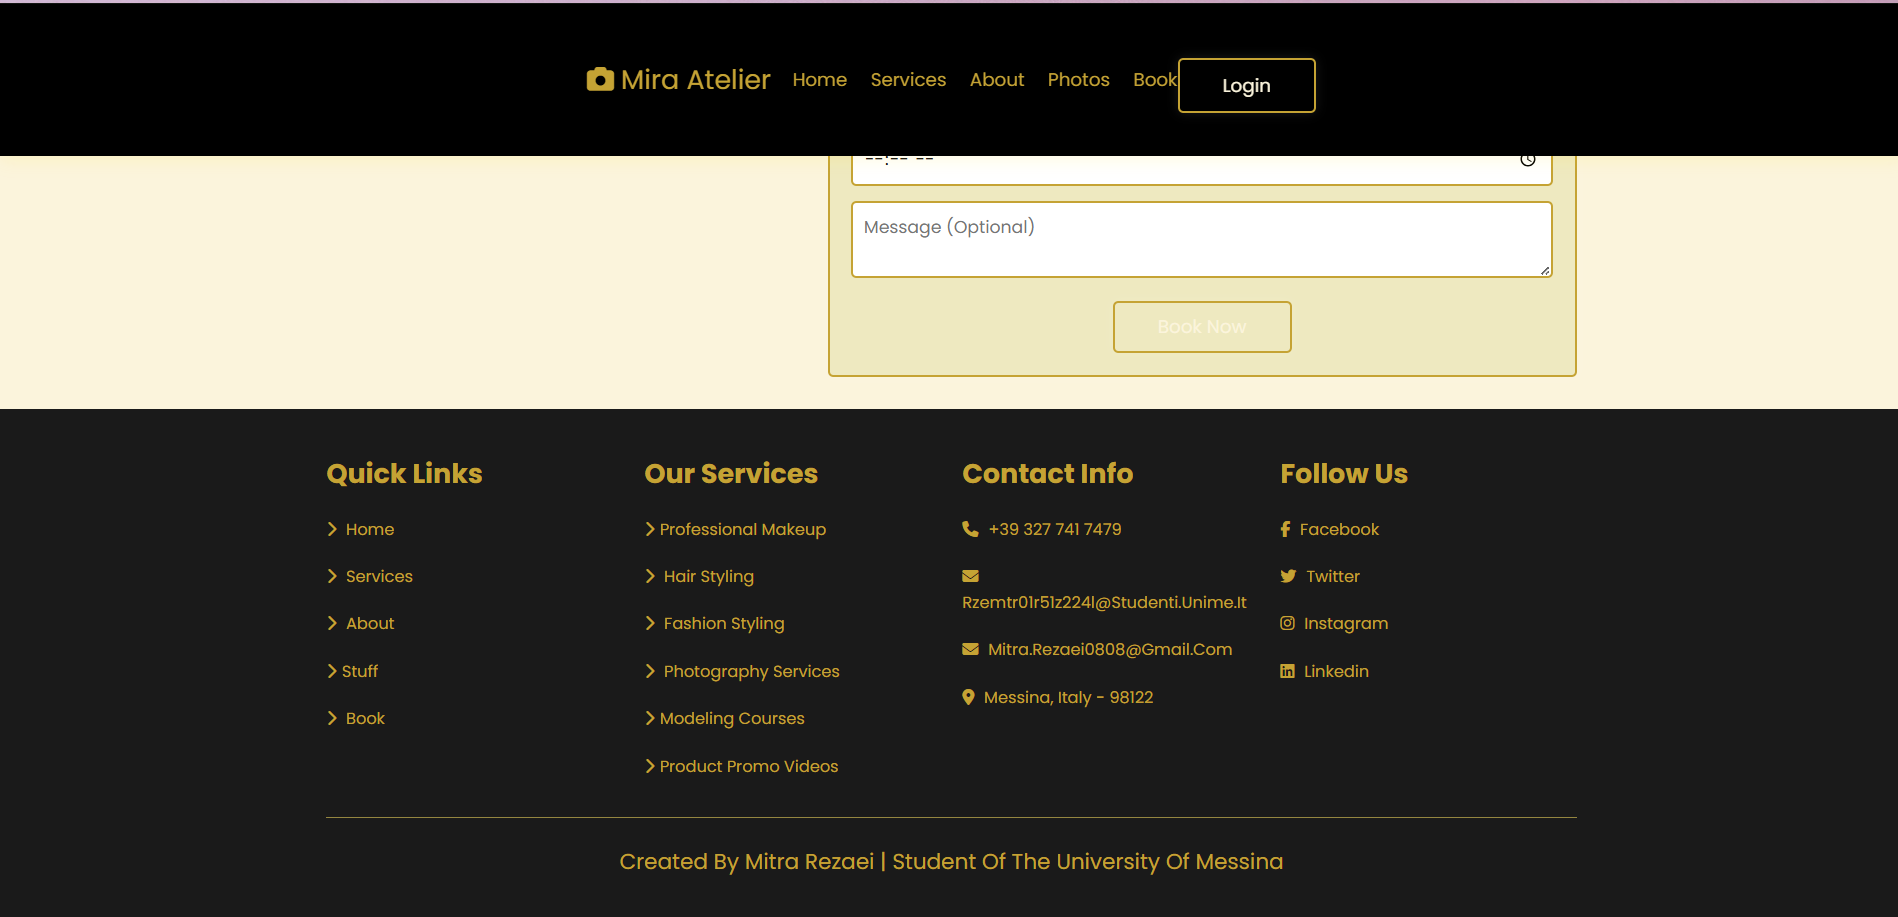 Mira Atelier Home Services About Photos Book Login
--:-- --
Message (Optional)
Book Now
Quick Links
Home
Services
About
Stuff
Book
Our Services
Professional Makeup
Hair Styling
Fashion Styling
Photography Services
Modeling Courses
Product Promo Videos
Contact Info
+39 327 741 7479
Rzemtr01r51z224l@Studenti.Unime.It
Mitra.Rezaei0808@Gmail.Com
Messina, Italy - 98122
Follow Us
Facebook
Twitter
Instagram
Linkedin
Created By Mitra Rezaei | Student Of The University Of Messina